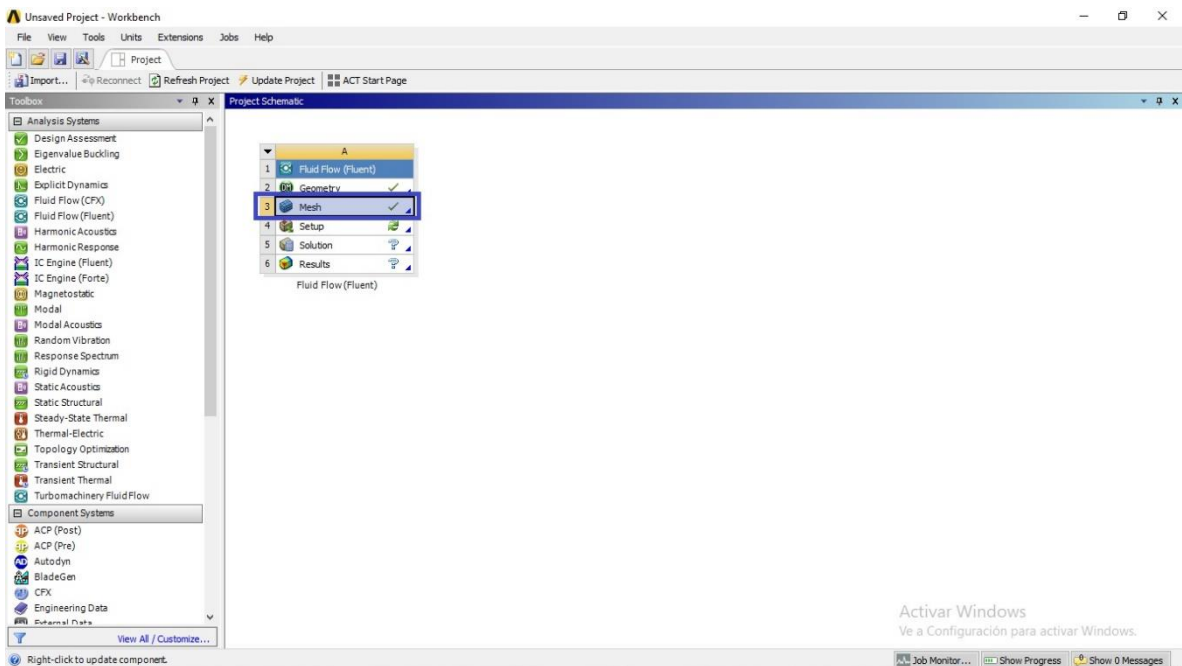 Unsaved Project - Workbench
File View Tools Units Extensions Jobs Help
Project
Import... Reconnect Refresh Project Update Project ACT Start Page
Toolbox
Project Schematic
Analysis Systems
Design Assessment
Eigenvalue Buckling
Electric
Explicit Dynamics
Fluid Flow (CFX)
Fluid Flow (Fluent)
Harmonic Acoustics
Harmonic Response
IC Engine (Fluent)
IC Engine (Forte)
Magnetostatic
Modal
Modal Acoustics
Random Vibration
Response Spectrum
Rigid Dynamics
Static Acoustics
Static Structural
Steady-State Thermal
Thermal-Electric
Topology Optimization
Transient Structural
Transient Thermal
Turbomachinery Fluid Flow
Component Systems
ACP (Post)
ACP (Pre)
Autodyn
BladeGen
CFX
Engineering Data
External Data
View All / Customize...
A
1 Fluid Flow (Fluent)
2 Geometry
3 Mesh
4 Setup
5 Solution
6 Results
Fluid Flow (Fluent)
Activar Windows
Ve a Configuración para activar Windows.
Right-click to update component.
Job Monitor... Show Progress Show 0 Messages